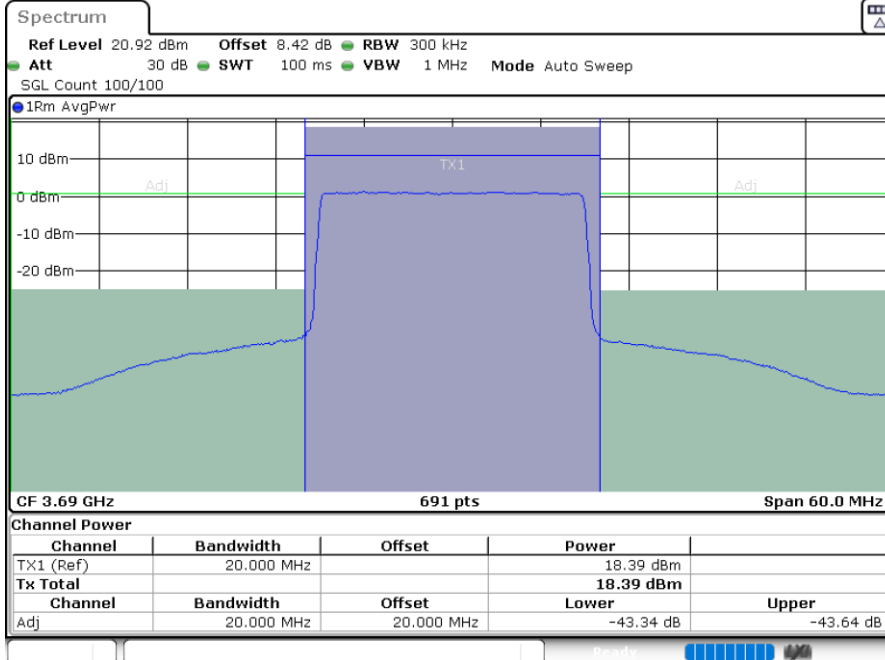 Spectrum
Ref Level 20.92 dBm Offset 8.42 dB RBW 300 kHz
Att 30 dB SWT 100 ms VBW 1 MHz Mode Auto Sweep
SGL Count 100/100
1Rm AvgPwr
10 dBm
TX1
Adj
Adj
0 dBm
-10 dBm
-20 dBm
CF 3.69 GHz 691 pts Span 60.0 MHz
Channel Power
Channel Bandwidth Offset Power
TX1 (Ref) 20.000 MHz 18.39 dBm
Tx Total 18.39 dBm
Channel Bandwidth Offset Lower Upper
Adj 20.000 MHz 20.000 MHz -43.34 dB -43.64 dB
Ready